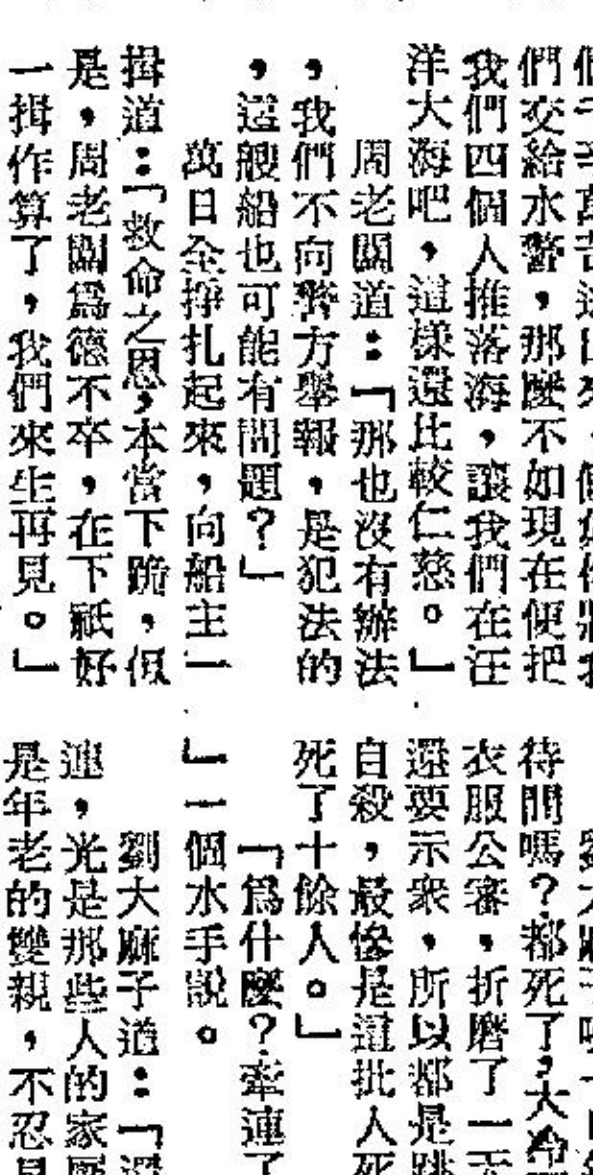 們交給水警，那麼不如現在便把
我們四個人推落海，讓我們在汪
洋大海吧，這樣還比較仁慈。」
周老闆道：「那也沒有辦法
，我們不向警方舉報，是犯法的
，這艘船也可能有問題？」
萬日全掙扎起來，向船主一
揖道：「救命之恩，本當下跪，但
是，周老闆爲德不卒，在下祇好
一揖作算了，我們來生再見。」
待間嗎？都死了，大冷
衣服公審，折磨了一天
還要示衆，所以都是跳
自殺，最慘是這批人死
死了十餘人。」
「爲什麼？牽連了
」一個水手說。
劉大麻子道：「還
連，光是那些人的家屬
是年老的雙親，不忍見